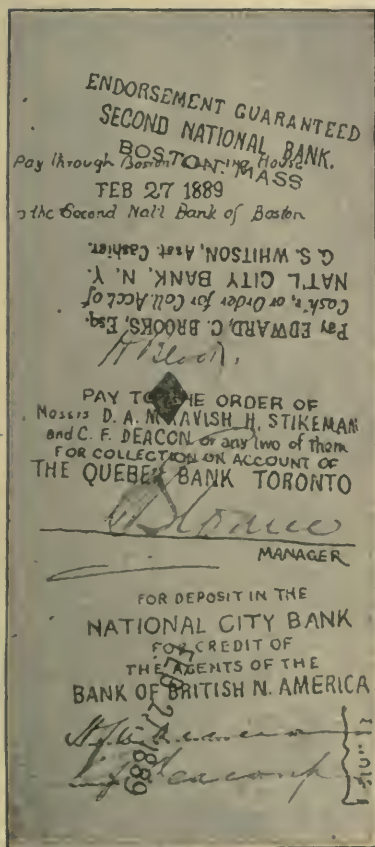 ENDORSEMENT GUARANTEED
SECOND NATIONAL BANK.
BOSTON. MASS
Pay through Boston House
FEB 27 1889
the Second Nat'l Bank of Boston
Pay EDWARD, C. BROOKS, ESq.
Cash'r, or Order for Coll Acct of
NAT'L CITY BANK, N. Y.
G. S. WHITSON, Asst. Cashier.
PAY TO THE ORDER OF
Messrs D. A. McTAVISH H. STIKEMAN
and C. F. DEACON or any two of them
FOR COLLECTION ON ACCOUNT OF
THE QUEBEC BANK TORONTO
MANAGER
FOR DEPOSIT IN THE
NATIONAL CITY BANK
FOR CREDIT OF
THE AGENTS OF THE
BANK OF BRITISH N. AMERICA
27 1889